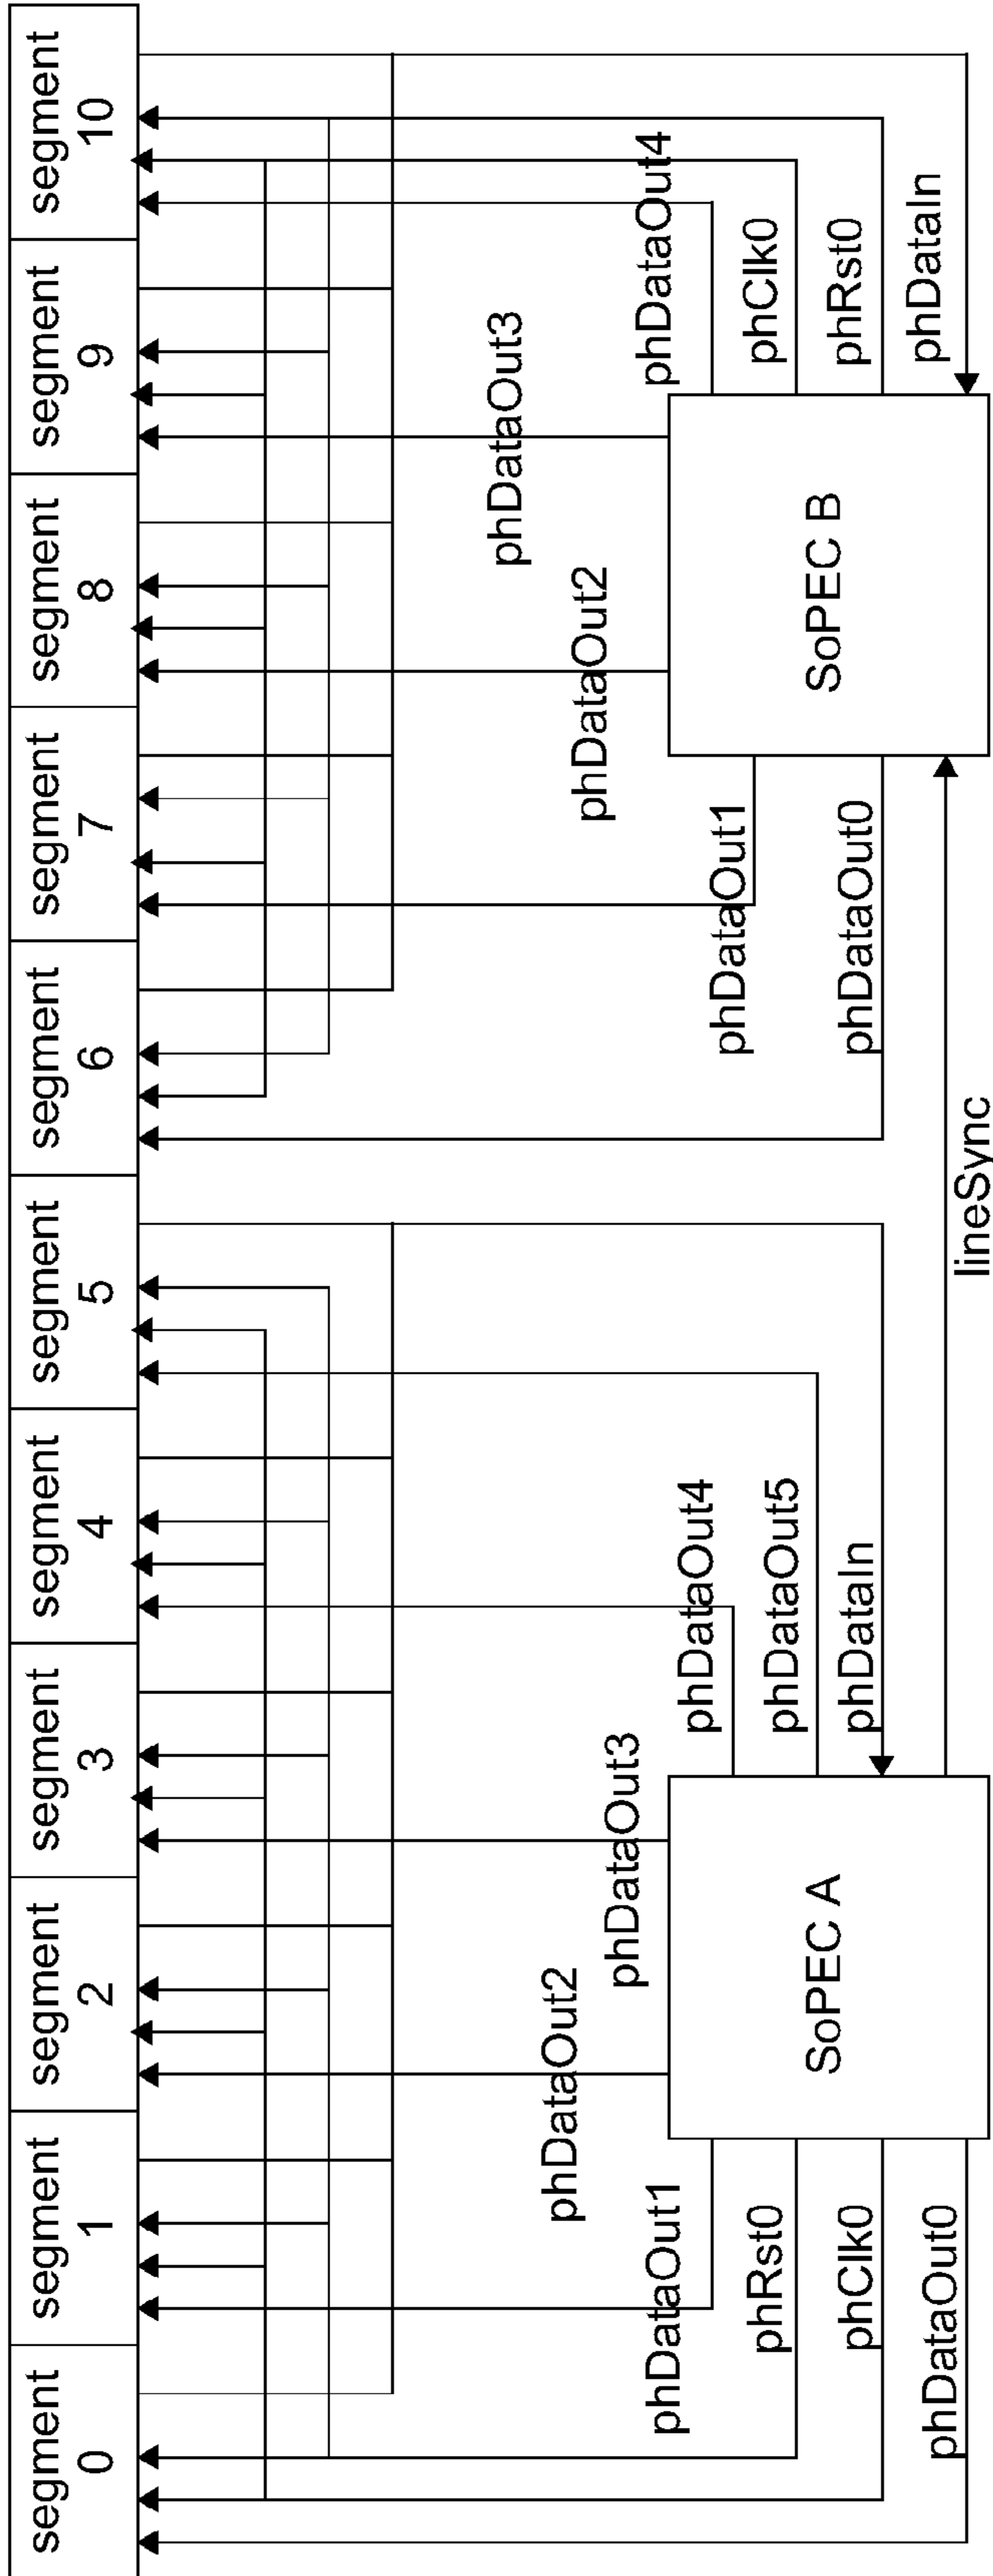 segment
0
segment
1
segment
2
segment
3
segment
4
segment
5
segment
6
segment
7
segment
8
segment
9
segment
10
phDataOut2
phDataOut3
phDataOut1
phDataOut4
phRst0
phDataOut5
phClk0
phDataIn
phDataOut0
SoPEC A
lineSync
phDataOut3
phDataOut2
phDataOut4
phDataOut1
phClk0
phDataOut0
phRst0
phDataIn
SoPEC B